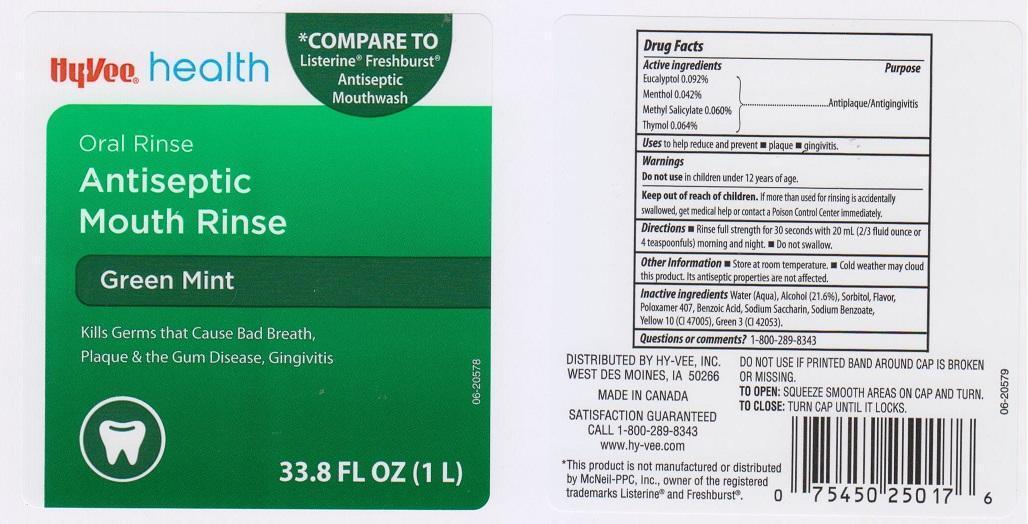 HyVee® health
*COMPARE TO
Listerine® Freshburst®
Antiseptic
Mouthwash
Oral Rinse
Antiseptic
Mouth Rinse
Green Mint
Kills Germs that Cause Bad Breath,
Plaque & the Gum Disease, Gingivitis
06-20578
33.8 FL OZ (1 L)
Drug Facts
Active ingredients Purpose
Eucalyptol 0.092%
Menthol 0.042%
Methyl Salicylate 0.060% ......................Antiplaque/Antigingivitis
Thymol 0.064%
Uses to help reduce and prevent ■ plaque ■ gingivitis.
Warnings
Do not use in children under 12 years of age.
Keep out of reach of children. If more than used for rinsing is accidentally
swallowed, get medical help or contact a Poison Control Center immediately.
Directions ■ Rinse full strength for 30 seconds with 20 mL (2/3 fluid ounce or
4 teaspoonfuls) morning and night. ■ Do not swallow.
Other Information ■ Store at room temperature. ■ Cold weather may cloud
this product. Its antiseptic properties are not affected.
Inactive ingredients Water (Aqua), Alcohol (21.6%), Sorbitol, Flavor,
Poloxamer 407, Benzoic Acid, Sodium Saccharin, Sodium Benzoate,
Yellow 10 (CI 47005), Green 3 (CI 42053).
Questions or comments? 1-800-289-8343
DISTRIBUTED BY HY-VEE, INC.
WEST DES MOINES, IA 50266
MADE IN CANADA
SATISFACTION GUARANTEED
CALL 1-800-289-8343
www.hy-vee.com
*This product is not manufactured or distributed
by McNeil-PPC, Inc., owner of the registered
trademarks Listerine® and Freshburst®.
DO NOT USE IF PRINTED BAND AROUND CAP IS BROKEN
OR MISSING.
TO OPEN: SQUEEZE SMOOTH AREAS ON CAP AND TURN.
TO CLOSE: TURN CAP UNTIL IT LOCKS.
06-20579
0 75450 25017 6